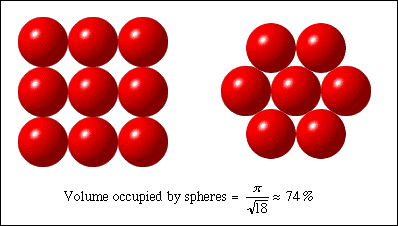 Volume occupied by spheres = π/√18 ≈ 74%